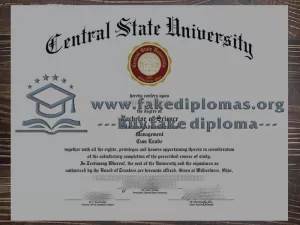 Central State University
hereby confers upon
www.fakediplomas.org
the degree of
Bachelor of Science
---buy fake diploma---
Management
Cum Laude
together with all the rights, privileges and honors appertaining thereto in consideration
of the satisfactory completion of the prescribed course of study.
In Testimony Whereof, the seal of the University and the signature as
authorized by the Board of Trustees are hereunto affixed. Given at Wilberforce, Ohio,